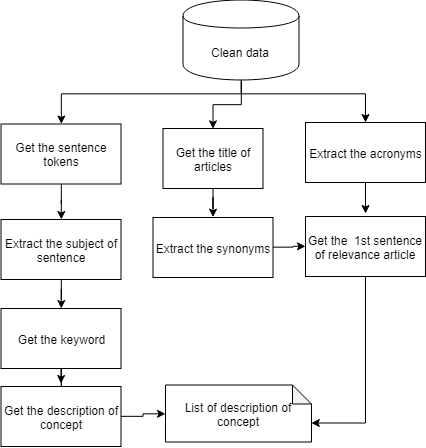 Clean data
Get the sentence
tokens
Get the title of
articles
Extract the acronyms
Extract the subject of
sentence
Extract the synonyms
Get the  1st sentence
of relevance article
Get the keyword
Get the description of
concept
List of description of
concept